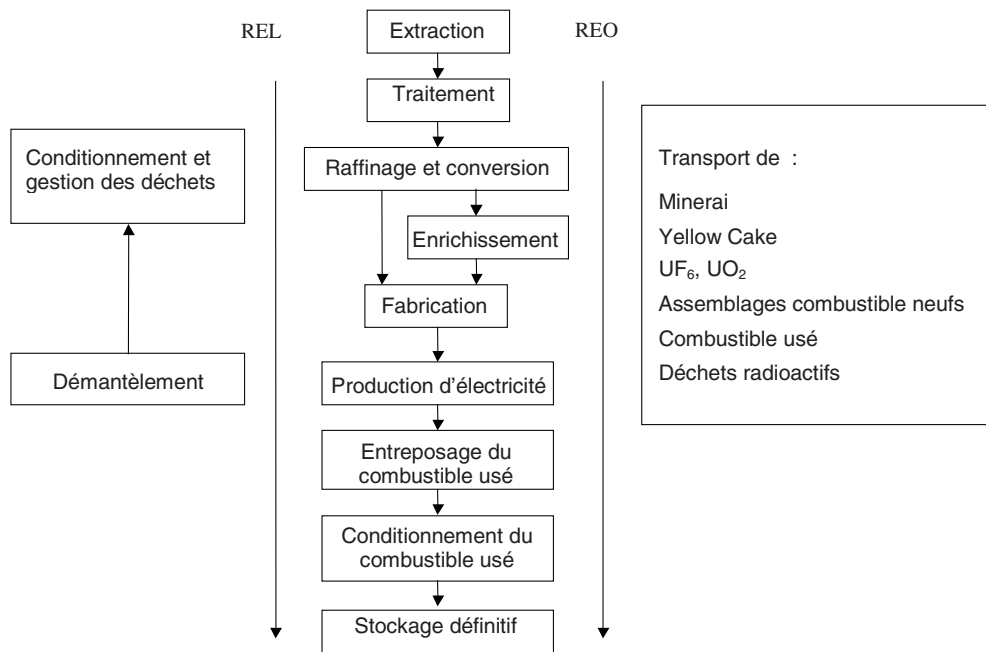 REL
REO
Extraction
Traitement
Raffinage et conversion
Enrichissement
Fabrication
Production d'électricité
Entreposage du
combustible usé
Conditionnement du
combustible usé
Stockage définitif
Conditionnement et
gestion des déchets
Démantèlement
Transport de :
Minerai
Yellow Cake
UF₆, UO₂
Assemblages combustible neufs
Combustible usé
Déchets radioactifs